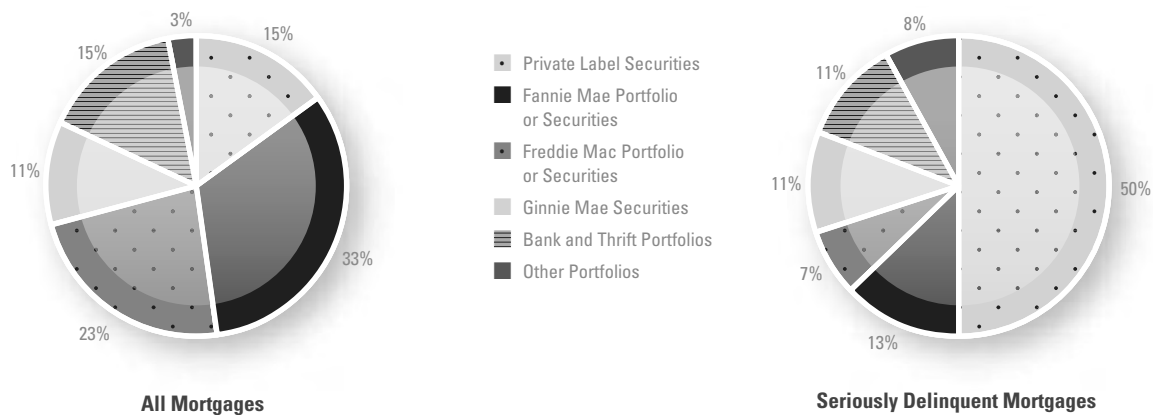 3%
15%
15%
11%
33%
23%
All Mortgages
Private Label Securities
Fannie Mae Portfolio
or Securities
Freddie Mac Portfolio
or Securities
Ginnie Mae Securities
Bank and Thrift Portfolios
Other Portfolios
8%
11%
11%
50%
7%
13%
Seriously Delinquent Mortgages